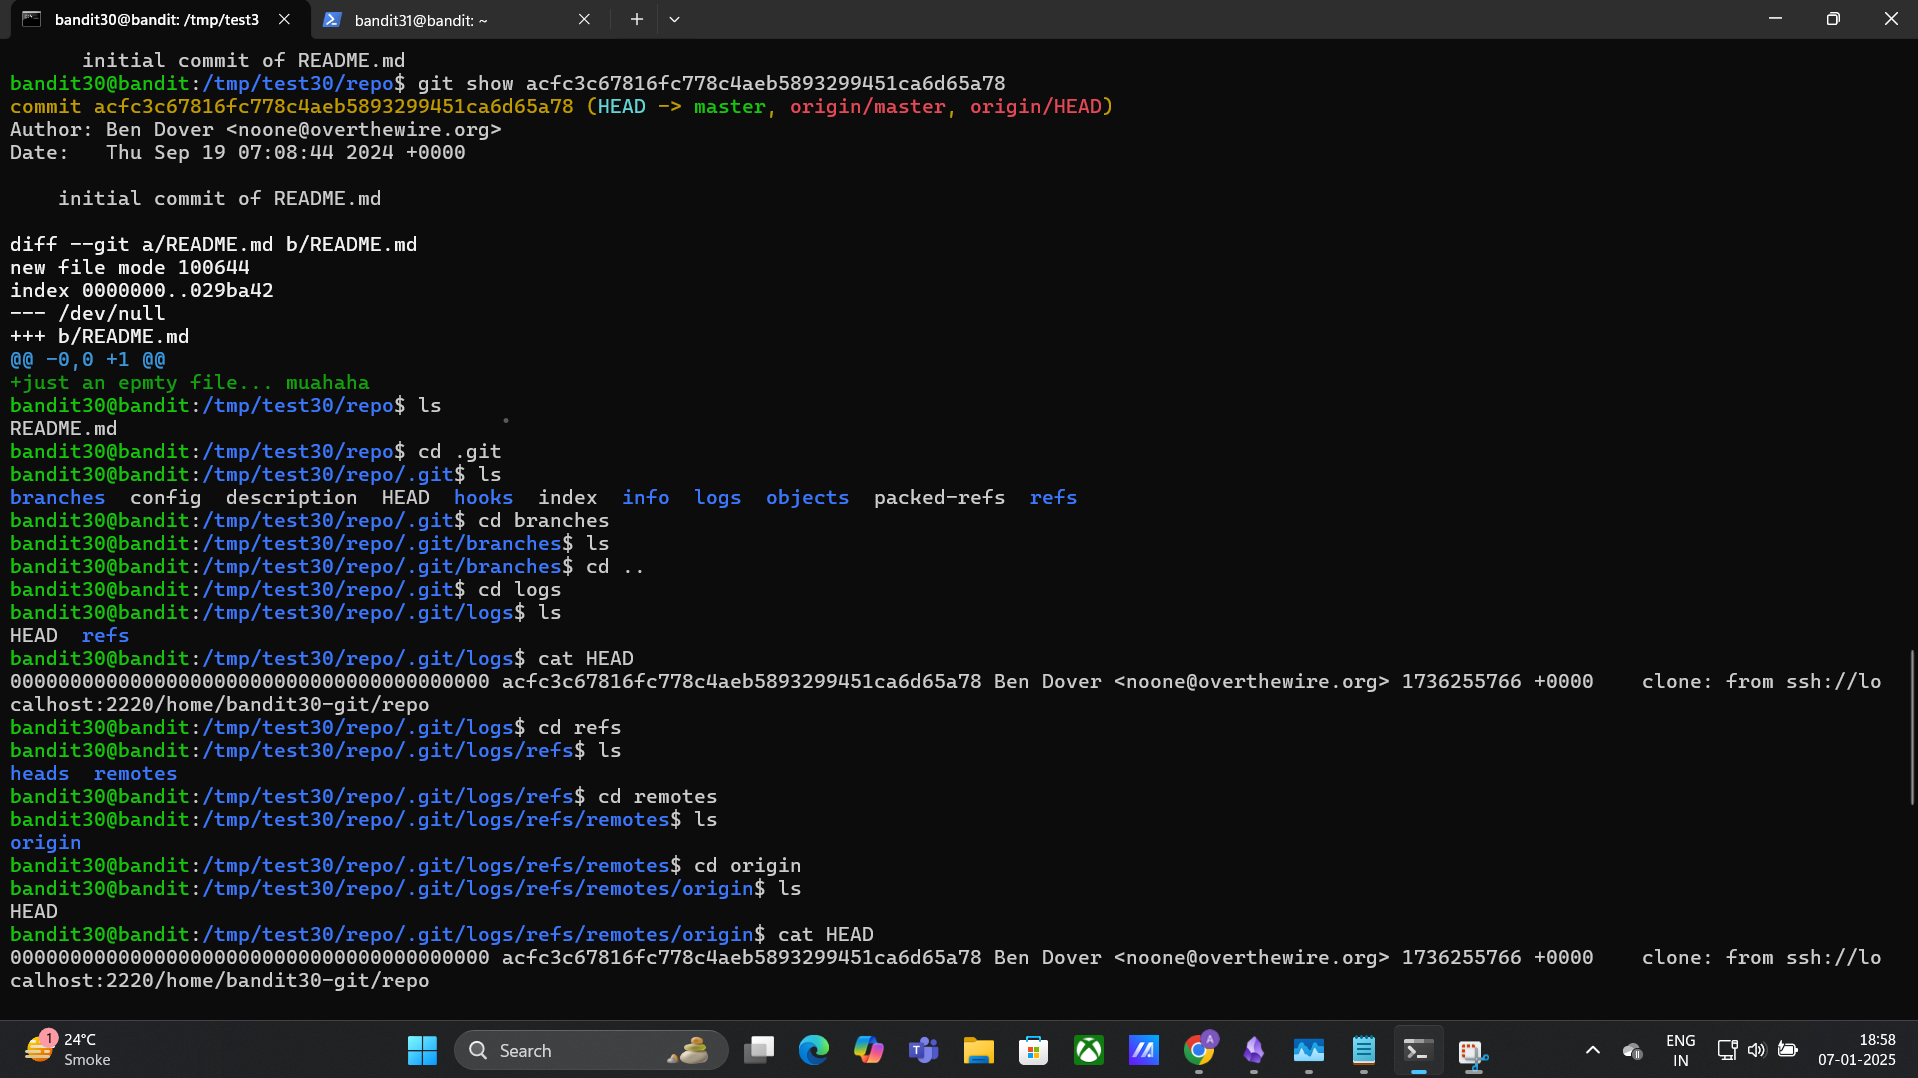 bandit30@bandit: /tmp/test3
bandit31@bandit: ~
initial commit of README.md
bandit30@bandit:/tmp/test30/repo$ git show acfc3c67816fc778c4aeb5893299451ca6d65a78
commit acfc3c67816fc778c4aeb5893299451ca6d65a78 (HEAD -> master, origin/master, origin/HEAD)
Author: Ben Dover <noone@overthewire.org>
Date:   Thu Sep 19 07:08:44 2024 +0000
initial commit of README.md
diff --git a/README.md b/README.md
new file mode 100644
index 0000000..029ba42
--- /dev/null
+++ b/README.md
@@ -0,0 +1 @@
+just an epmty file... muahaha
bandit30@bandit:/tmp/test30/repo$ ls
README.md
bandit30@bandit:/tmp/test30/repo$ cd .git
bandit30@bandit:/tmp/test30/repo/.git$ ls
branches  config  description  HEAD  hooks  index  info  logs  objects  packed-refs  refs
bandit30@bandit:/tmp/test30/repo/.git$ cd branches
bandit30@bandit:/tmp/test30/repo/.git/branches$ ls
bandit30@bandit:/tmp/test30/repo/.git/branches$ cd ..
bandit30@bandit:/tmp/test30/repo/.git$ cd logs
bandit30@bandit:/tmp/test30/repo/.git/logs$ ls
HEAD  refs
bandit30@bandit:/tmp/test30/repo/.git/logs$ cat HEAD
0000000000000000000000000000000000000000 acfc3c67816fc778c4aeb5893299451ca6d65a78 Ben Dover <noone@overthewire.org> 1736255766 +0000    clone: from ssh://lo
calhost:2220/home/bandit30-git/repo
bandit30@bandit:/tmp/test30/repo/.git/logs$ cd refs
bandit30@bandit:/tmp/test30/repo/.git/logs/refs$ ls
heads  remotes
bandit30@bandit:/tmp/test30/repo/.git/logs/refs$ cd remotes
bandit30@bandit:/tmp/test30/repo/.git/logs/refs/remotes$ ls
origin
bandit30@bandit:/tmp/test30/repo/.git/logs/refs/remotes$ cd origin
bandit30@bandit:/tmp/test30/repo/.git/logs/refs/remotes/origin$ ls
HEAD
bandit30@bandit:/tmp/test30/repo/.git/logs/refs/remotes/origin$ cat HEAD
0000000000000000000000000000000000000000 acfc3c67816fc778c4aeb5893299451ca6d65a78 Ben Dover <noone@overthewire.org> 1736255766 +0000    clone: from ssh://lo
calhost:2220/home/bandit30-git/repo
1
24°C
Smoke
Search
A
ENG
IN
18:58
07-01-2025